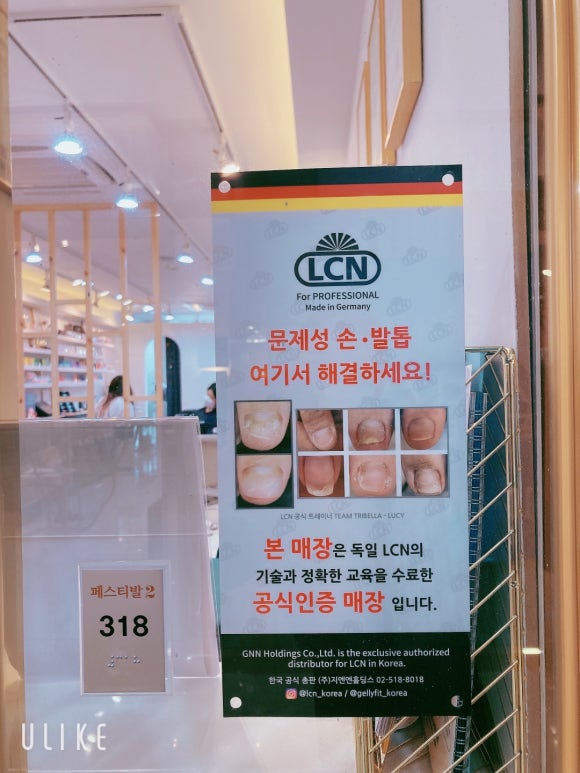 LCN
For PROFESSIONAL
Made in Germany
문제성 손·발톱
여기서 해결하세요!
LCN 공식 트레이너 TEAM TRIBELLA - LUCY
본 매장은 독일 LCN의
기술과 정확한 교육을 수료한
공식인증 매장 입니다.
GNN Holdings Co.,Ltd. is the exclusive authorized
distributor for LCN in Korea.
한국 공식 총판 (주)지엔엔홀딩스 02-518-8018
@lcn_korea / @gellyfit_korea
페스티발 2
318
ULIKE